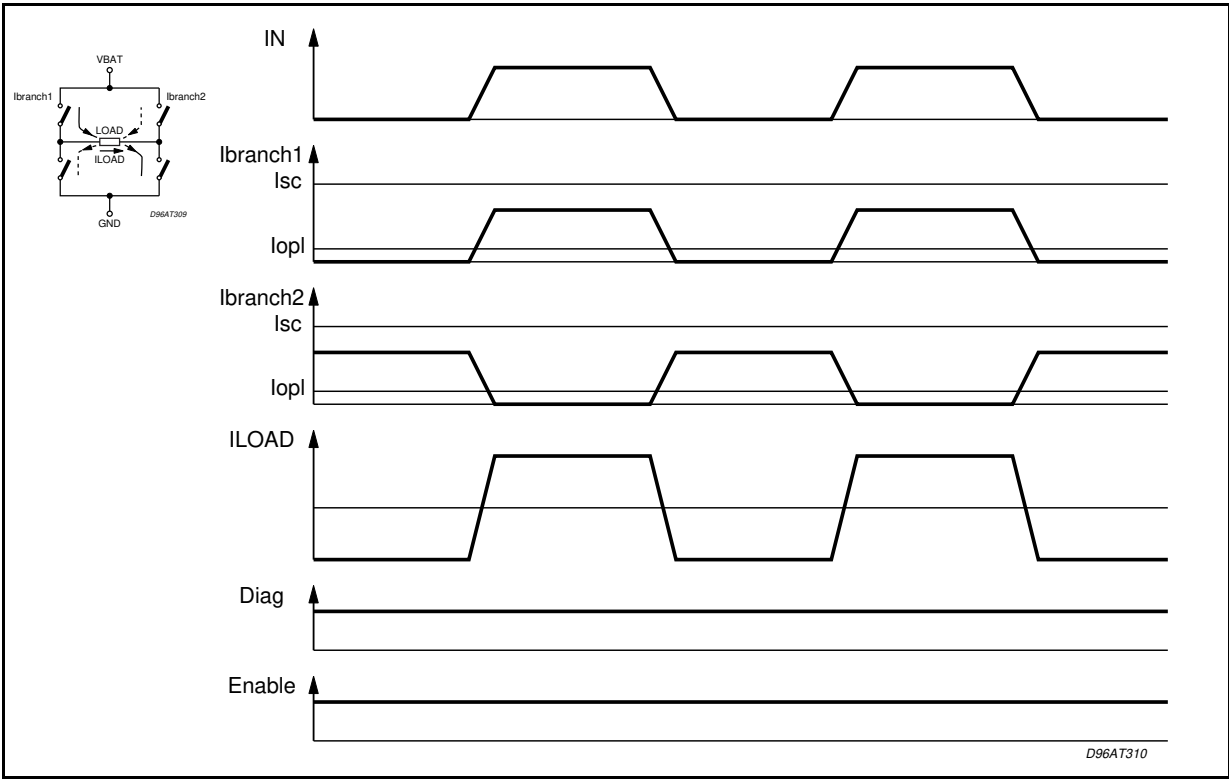 VBAT
Ibranch1
Ibranch2
LOAD
ILOAD
GND
D96AT309
IN
Ibranch1
Isc
Iopl
Ibranch2
Isc
Iopl
ILOAD
Diag
Enable
D96AT310